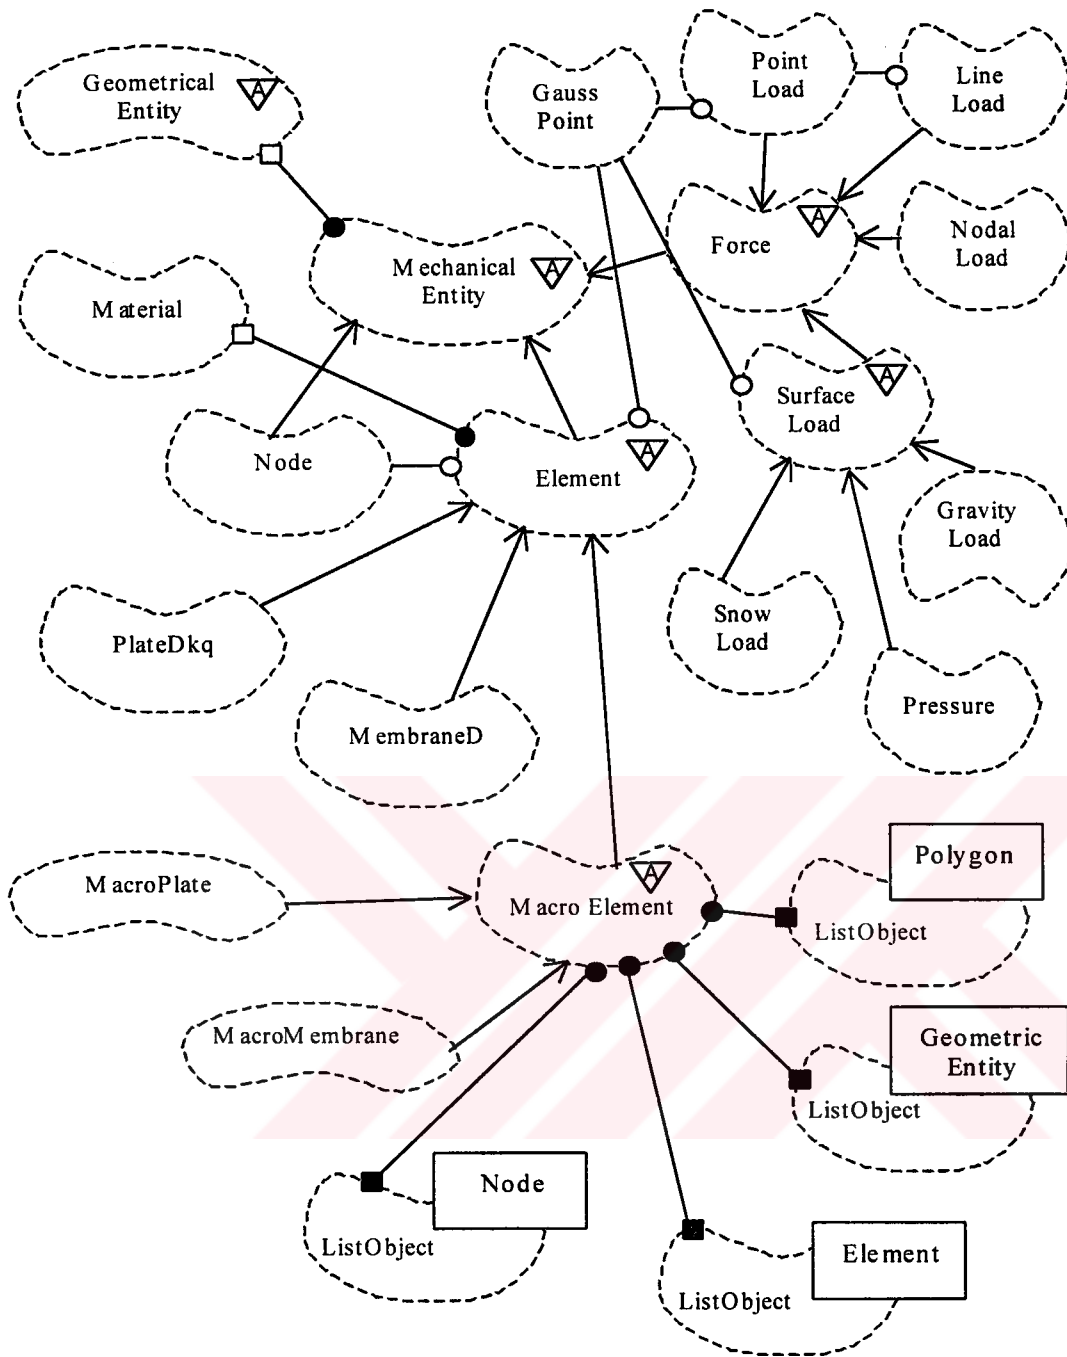 Geometrical
Entity
A
Gauss
Point
Point
Load
Line
Load
Material
Mechanical
Entity
A
Force
A
Nodal
Load
Node
Element
A
Surface
Load
A
Gravity
Load
PlateDkq
MembraneD
Snow
Load
Pressure
MacroPlate
Macro Element
A
Polygon
ListObject
MacroMembrane
Geometric
Entity
ListObject
Node
ListObject
Element
ListObject